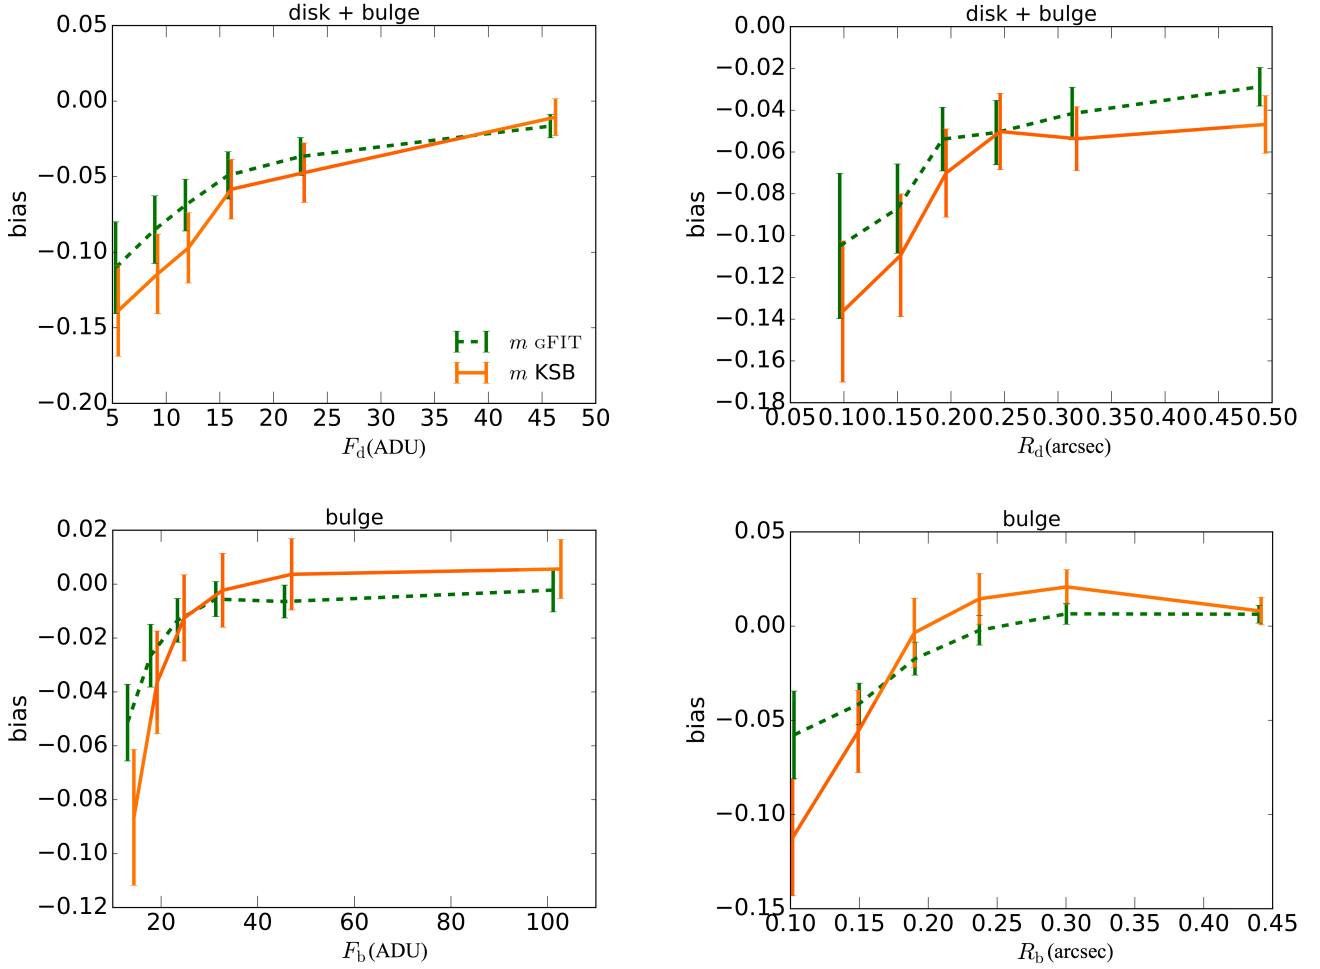 disk + bulge
0.05
0.00
−0.05
−0.10
−0.15
−0.20
bias
5 10 15 20 25 30 35 40 45 50
F_d (ADU)
m gFIT
m KSB
disk + bulge
0.00
−0.02
−0.04
−0.06
−0.08
−0.10
−0.12
−0.14
−0.16
−0.18
bias
0.05 0.10 0.15 0.20 0.25 0.30 0.35 0.40 0.45 0.50
R_d (arcsec)
bulge
0.02
0.00
−0.02
−0.04
−0.06
−0.08
−0.10
−0.12
bias
20 40 60 80 100
F_b (ADU)
bulge
0.05
0.00
−0.05
−0.10
−0.15
bias
0.10 0.15 0.20 0.25 0.30 0.35 0.40 0.45
R_b (arcsec)